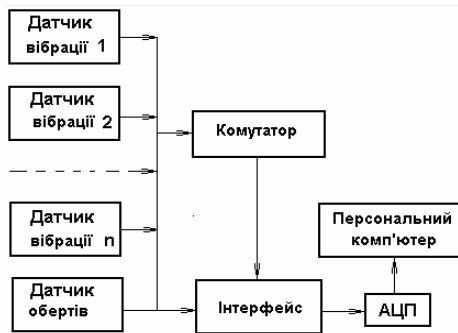 Датчик
вібрації 1
Датчик
вібрації 2
Комутатор
Датчик
вібрації n
Персональний
комп'ютер
Датчик
обертів
Інтерфейс
АЦП